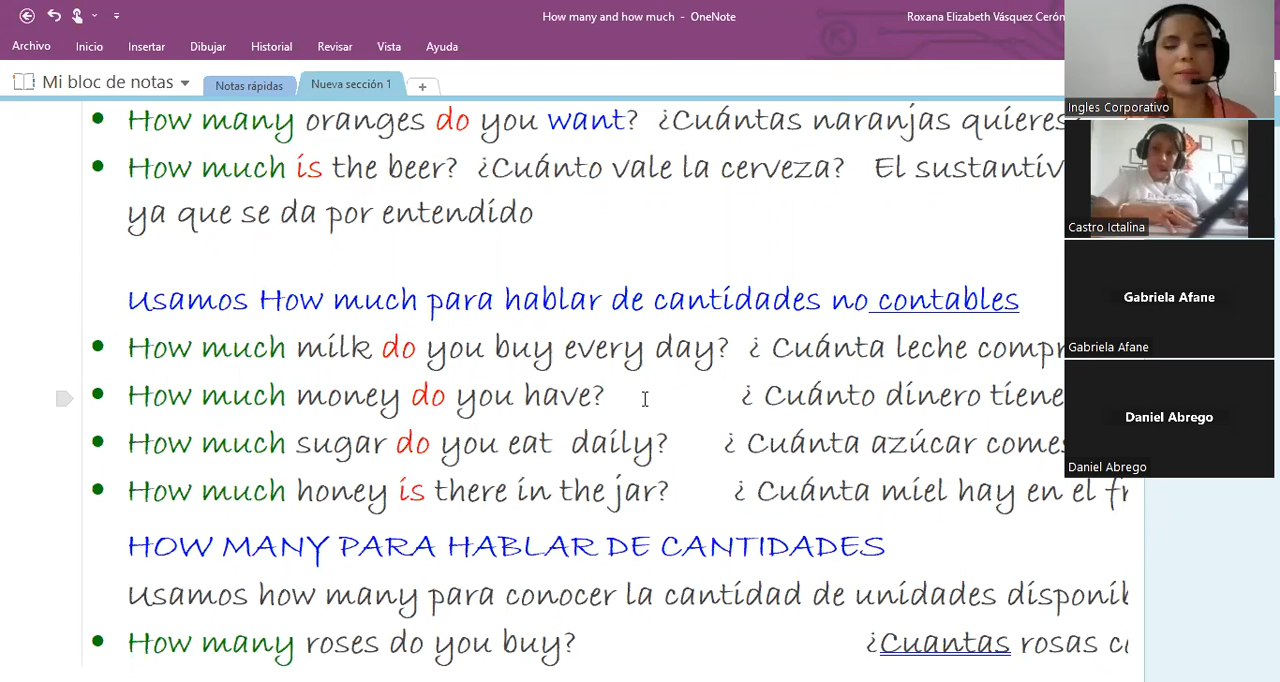 How many and how much - OneNote
Roxana Elizabeth Vásquez Cerón
Archivo Inicio Insertar Dibujar Historial Revisar Vista Ayuda
Mi bloc de notas Notas rápidas Nueva sección 1 +
How many oranges do you want? ¿Cuántas naranjas quieres
How much is the beer? ¿Cuánto vale la cerveza? El sustantiv
ya que se da por entendido
Usamos How much para hablar de cantidades no contables
How much milk do you buy every day? ¿ Cuánta leche compr
How much money do you have? ¿ Cuánto dinero tiene
How much sugar do you eat daily? ¿ Cuánta azúcar comes
How much honey is there in the jar? ¿ Cuánta miel hay en el fr
HOW MANY PARA HABLAR DE CANTIDADES
Usamos how many para conocer la cantidad de unidades disponib
How many roses do you buy? ¿Cuantas rosas co
Ingles Corporativo
Castro Ictalina
Gabriela Afane
Gabriela Afane
Daniel Abrego
Daniel Abrego